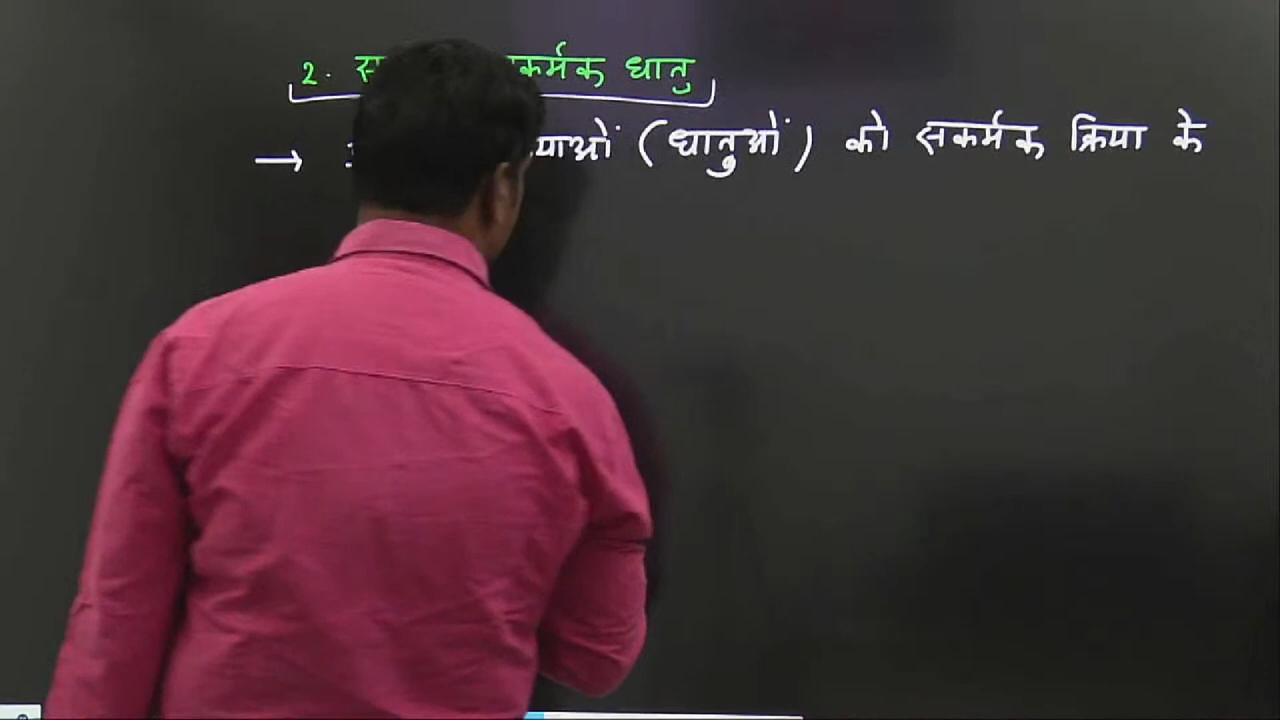 2. स कर्मक धातु
→ याओं (धातुओं) को सकर्मक क्रिया के